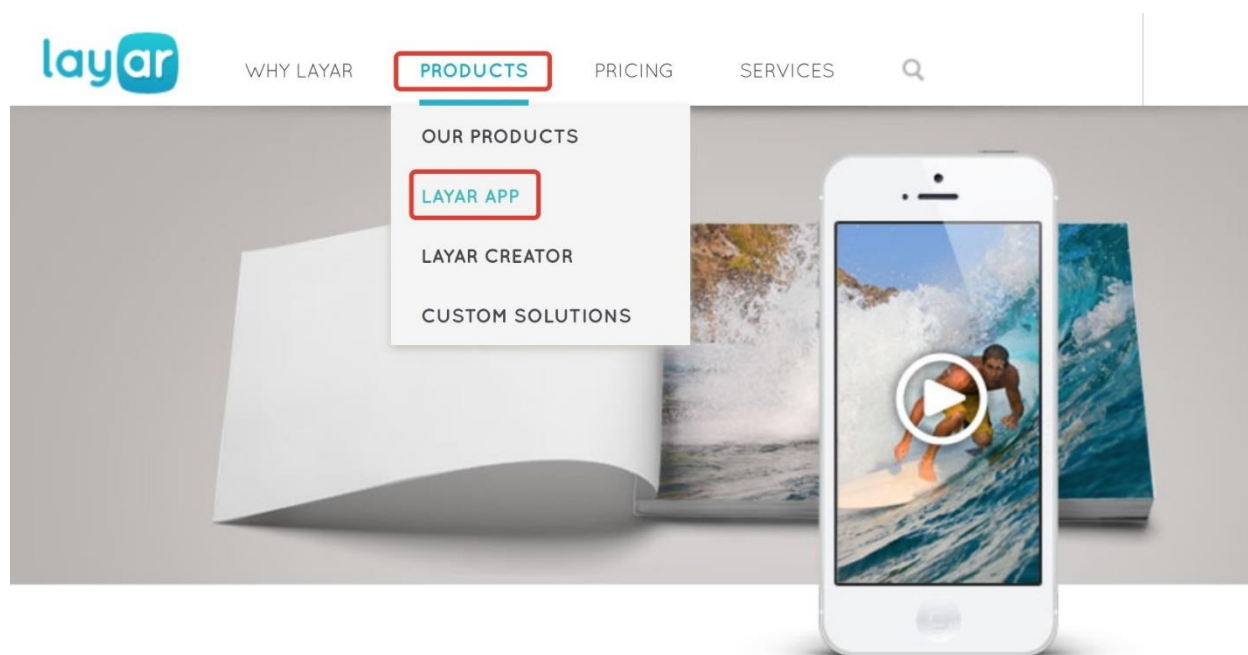 layar
WHY LAYAR PRODUCTS PRICING SERVICES
OUR PRODUCTS
LAYAR APP
LAYAR CREATOR
CUSTOM SOLUTIONS